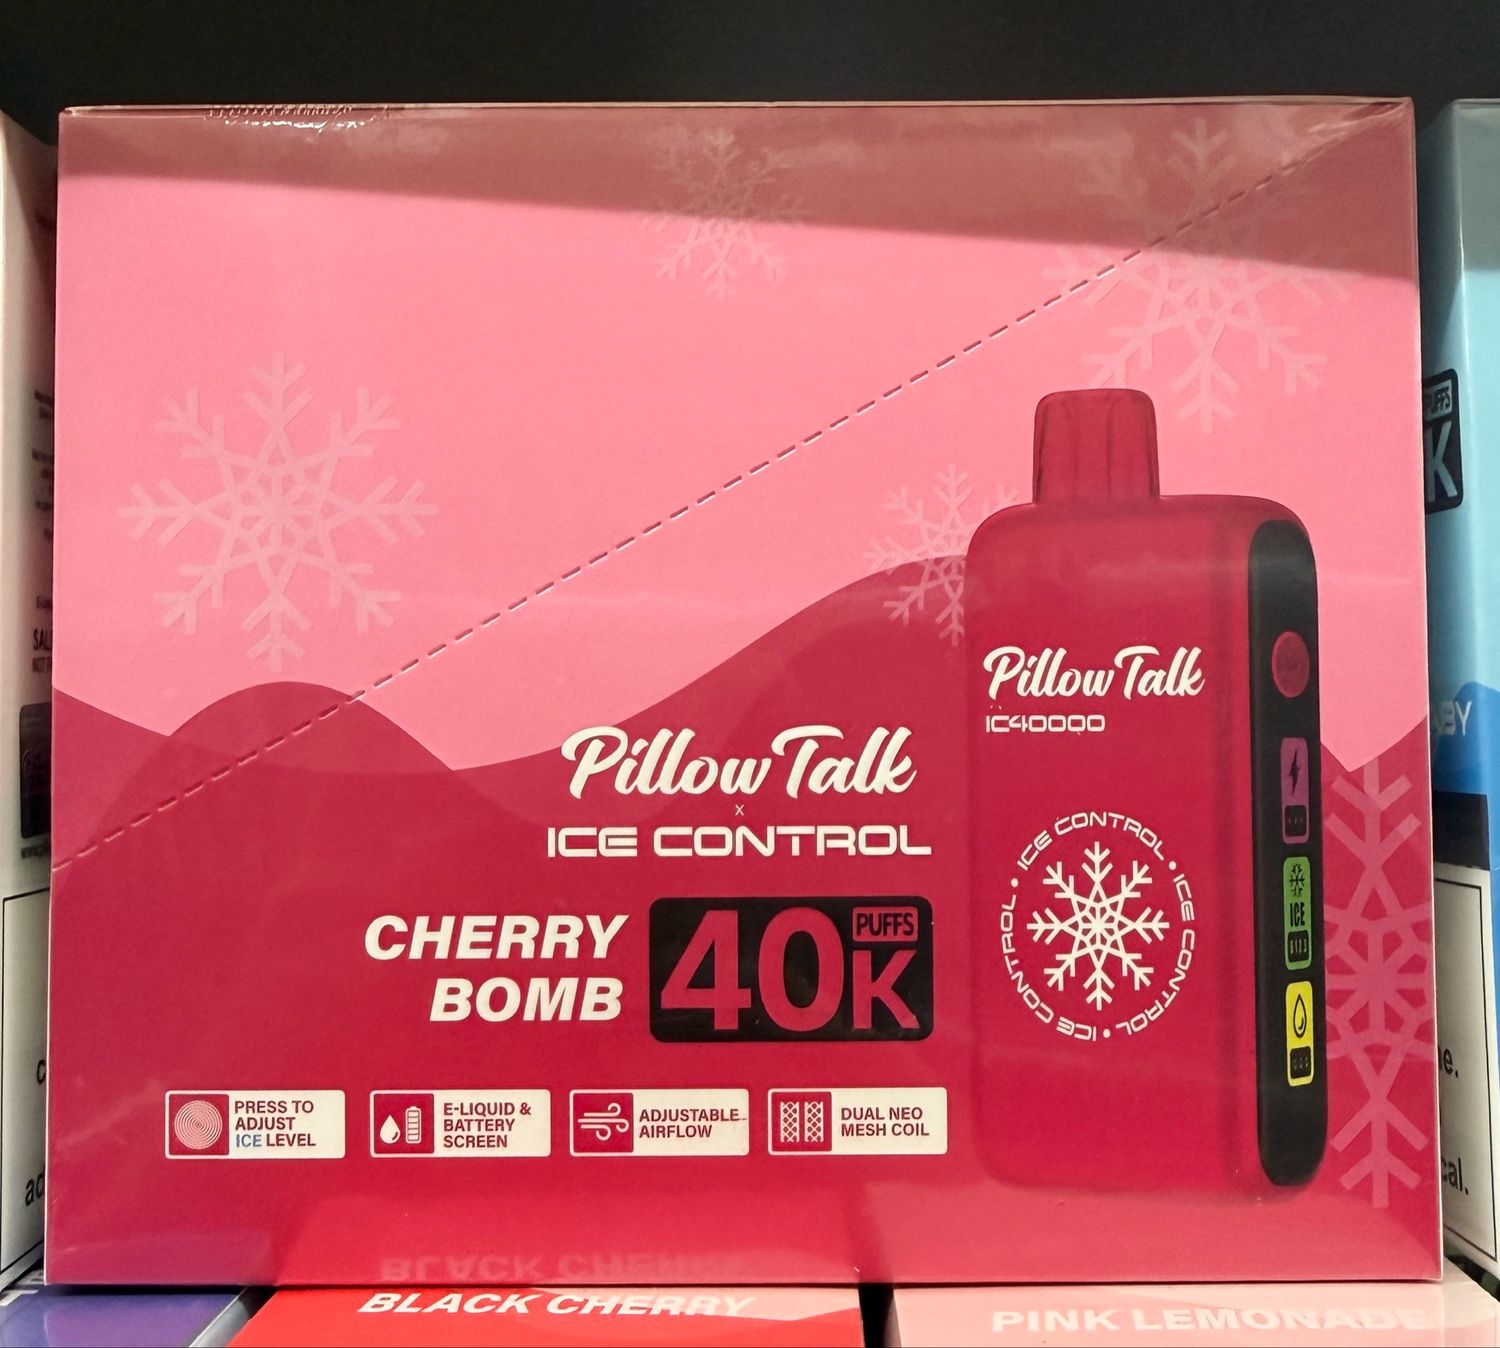 Pillow Talk
x
ICE CONTROL
CHERRY
BOMB
40K
PUFFS
PRESS TO
ADJUST
ICE LEVEL
E-LIQUID &
BATTERY
SCREEN
ADJUSTABLE
AIRFLOW
DUAL NEO
MESH COIL
Pillow Talk
IC40000
ICE CONTROL • ICE CONTROL • ICE CONTROL •
ICE
PUFFS
K
BLACK CHERRY
PINK LEMONADE